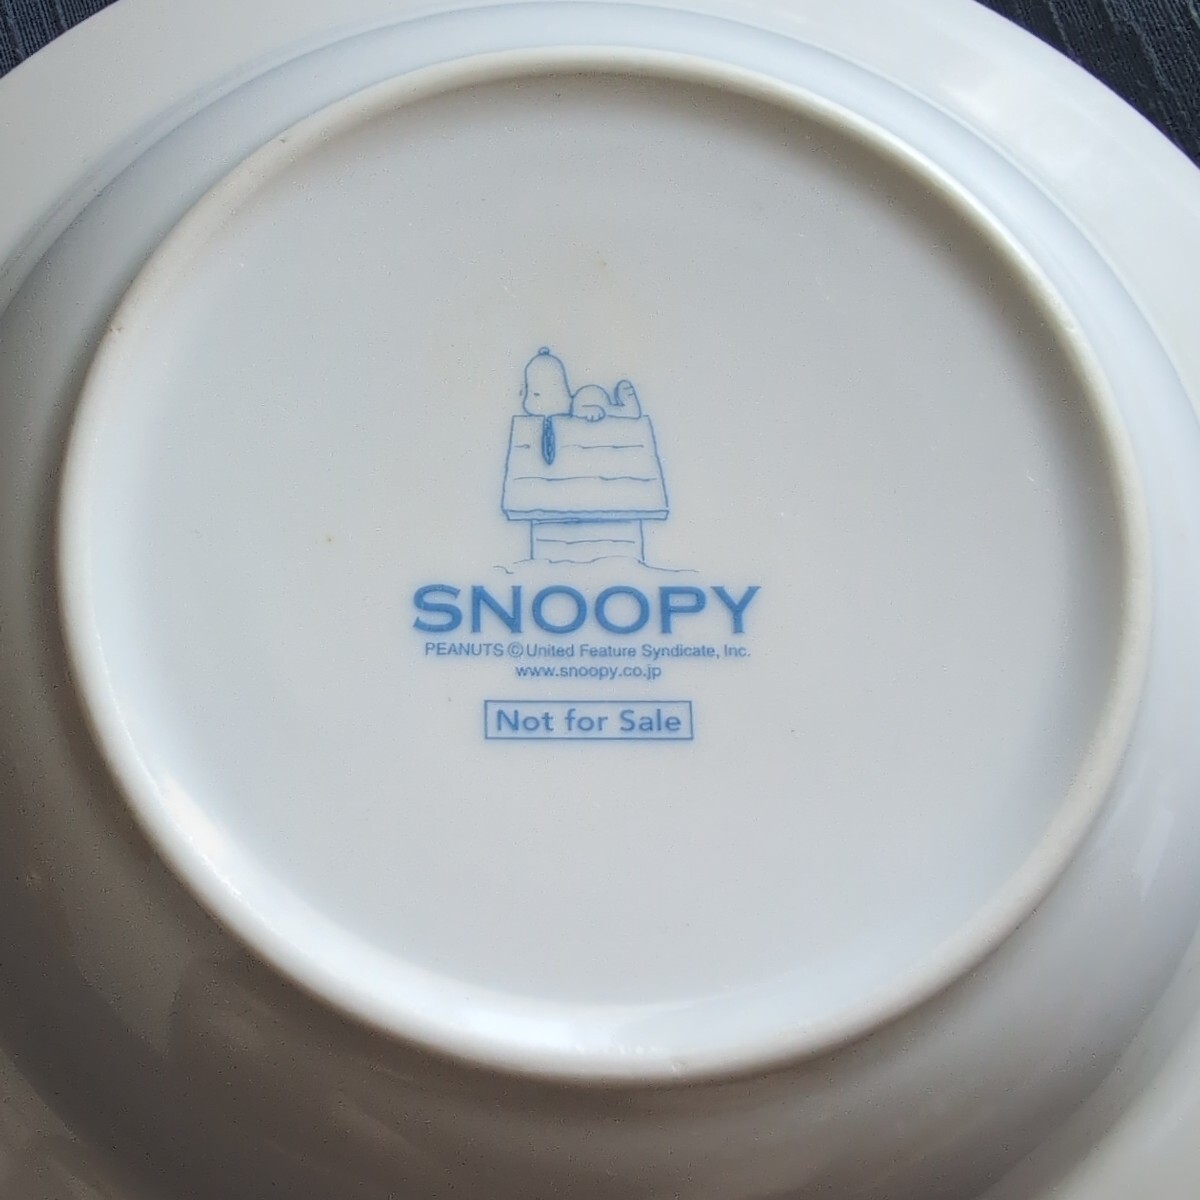 SNOOPY
PEANUTS © United Feature Syndicate, Inc.
www.snoopy.co.jp
Not for Sale